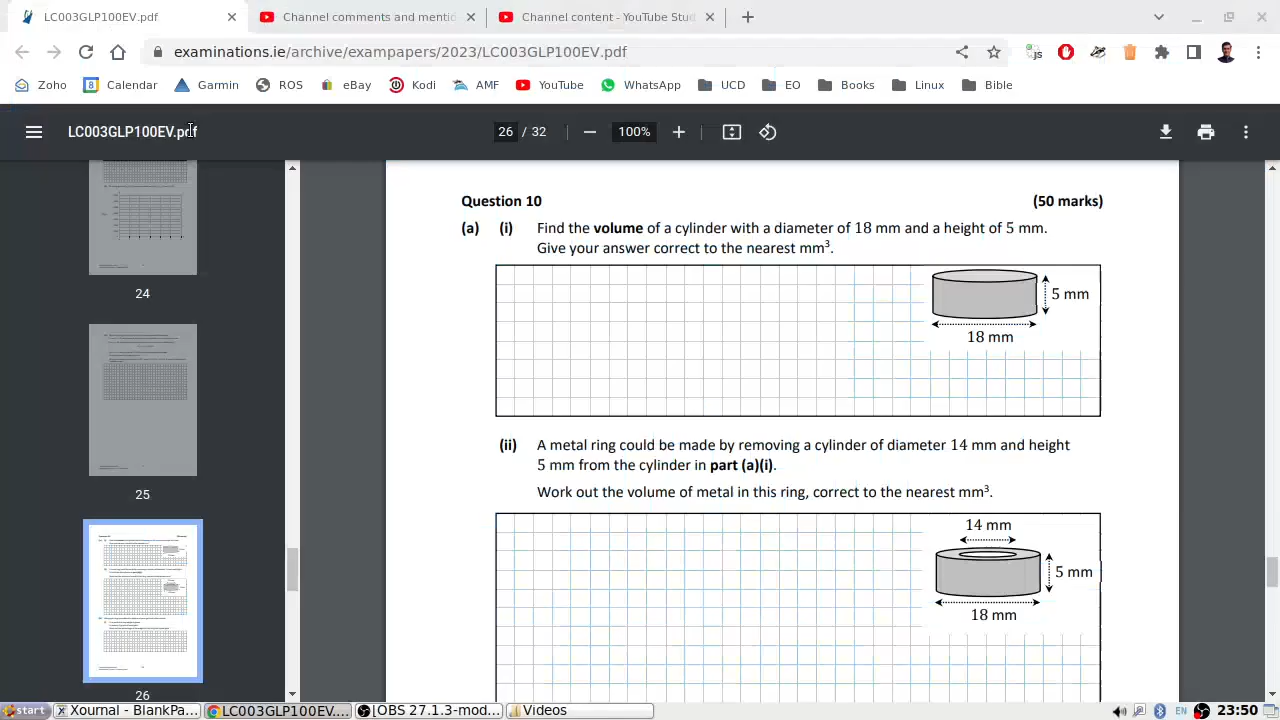 LC003GLP100EV.pdf
Channel comments and mentio
Channel content - YouTube Stud
examinations.ie/archive/exampapers/2023/LC003GLP100EV.pdf
JS
Zoho
Calendar
Garmin
ROS
eBay
Kodi
AMF
YouTube
WhatsApp
UCD
EO
Books
Linux
Bible
LC003GLP100EV.pdf
26 / 32
100%
24
25
26
Question 10 (50 marks)
(a) (i) Find the volume of a cylinder with a diameter of 18 mm and a height of 5 mm.
Give your answer correct to the nearest mm³.
5 mm
18 mm
(ii) A metal ring could be made by removing a cylinder of diameter 14 mm and height
5 mm from the cylinder in part (a)(i).
Work out the volume of metal in this ring, correct to the nearest mm³.
14 mm
5 mm
18 mm
start
Xournal - BlankPa...
LC003GLP100EV....
[OBS 27.1.3-mod...
Videos
EN
23:50